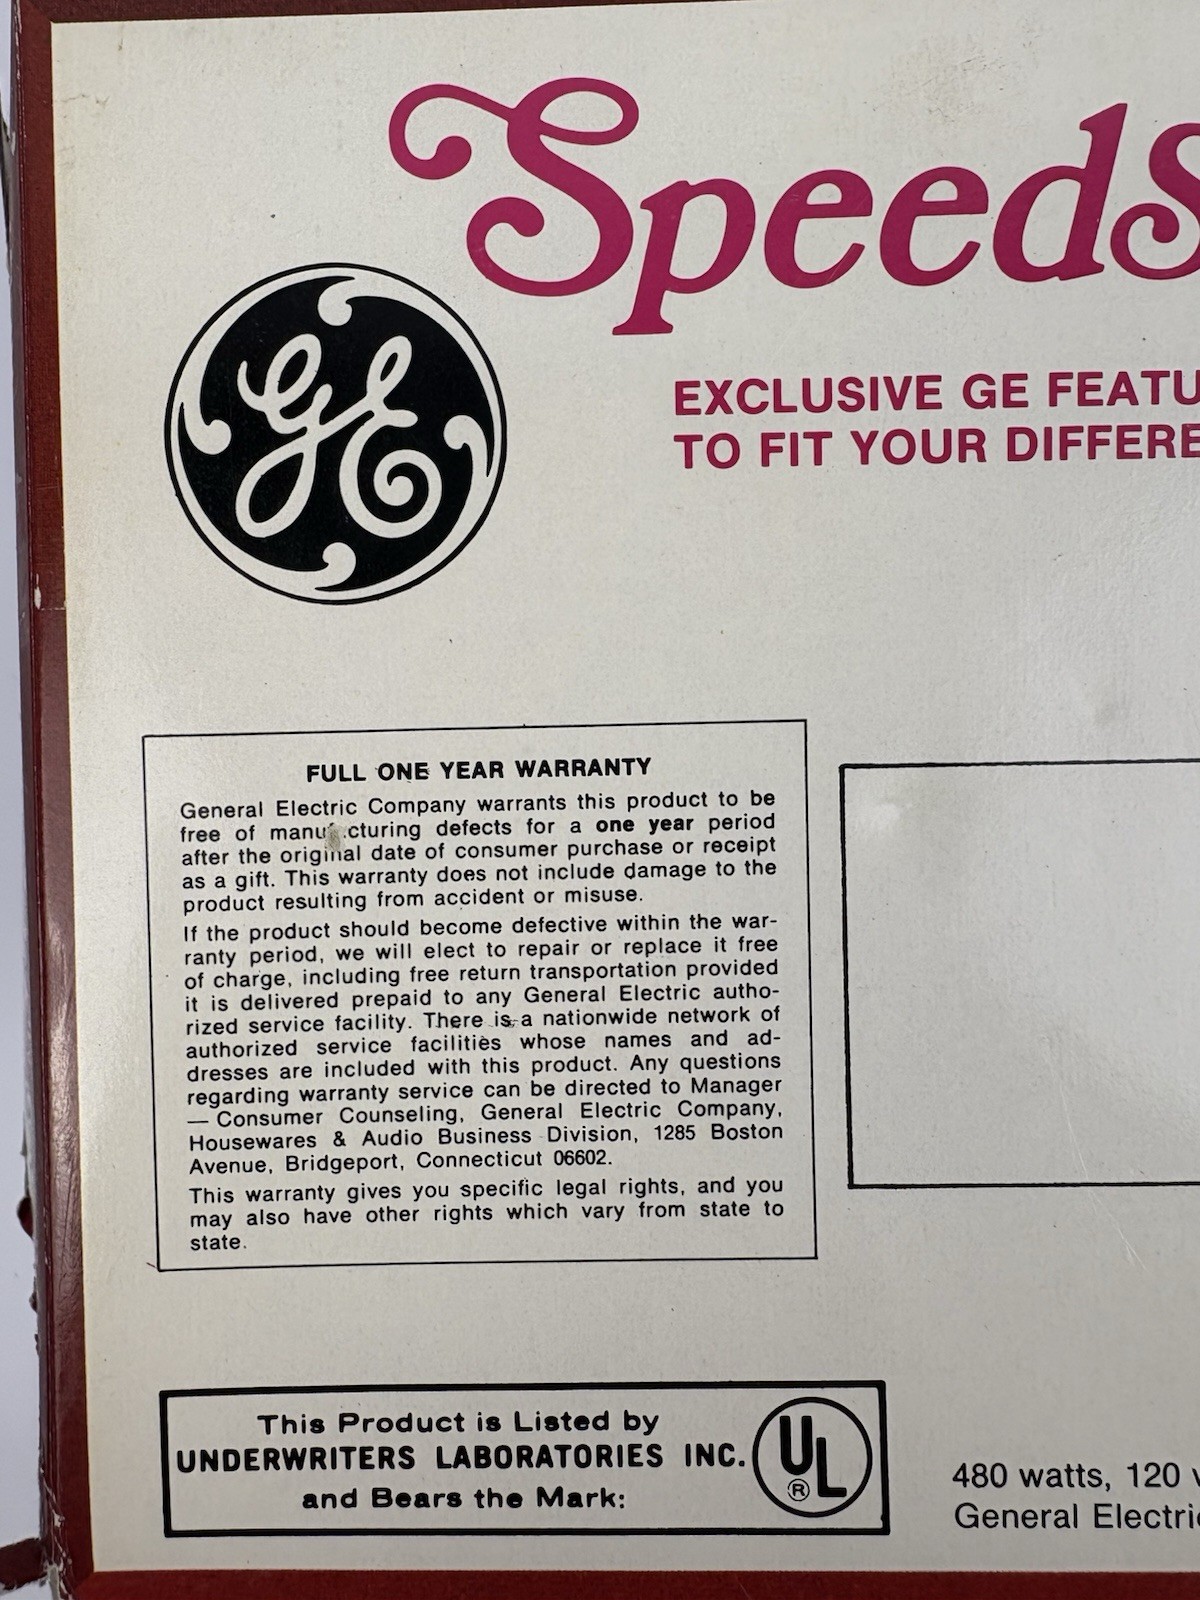 SpeedS
GE
EXCLUSIVE GE FEATU
TO FIT YOUR DIFFERE
FULL ONE YEAR WARRANTY
General Electric Company warrants this product to be
free of manufacturing defects for a one year period
after the original date of consumer purchase or receipt
as a gift. This warranty does not include damage to the
product resulting from accident or misuse.
If the product should become defective within the war-
ranty period, we will elect to repair or replace it free
of charge, including free return transportation provided
it is delivered prepaid to any General Electric autho-
rized service facility. There is a nationwide network of
authorized service facilities whose names and ad-
dresses are included with this product. Any questions
regarding warranty service can be directed to Manager
— Consumer Counseling, General Electric Company,
Housewares & Audio Business Division, 1285 Boston
Avenue, Bridgeport, Connecticut 06602.
This warranty gives you specific legal rights, and you
may also have other rights which vary from state to
state.
This Product is Listed by
UNDERWRITERS LABORATORIES INC.
and Bears the Mark:
UL
®
480 watts, 120 v
General Electric